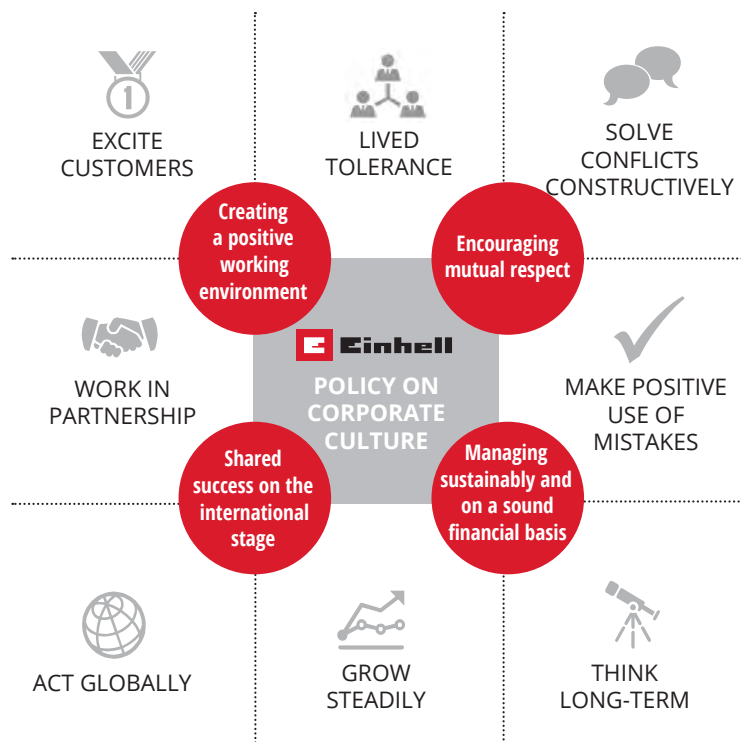 1
EXCITE
CUSTOMERS
LIVED
TOLERANCE
SOLVE
CONFLICTS
CONSTRUCTIVELY
Creating
a positive
working
environment
Encouraging
mutual respect
WORK IN
PARTNERSHIP
Einhell
POLICY ON
CORPORATE
CULTURE
MAKE POSITIVE
USE OF
MISTAKES
Shared
success on the
international
stage
Managing
sustainably and
on a sound
financial basis
ACT GLOBALLY
GROW
STEADILY
THINK
LONG-TERM